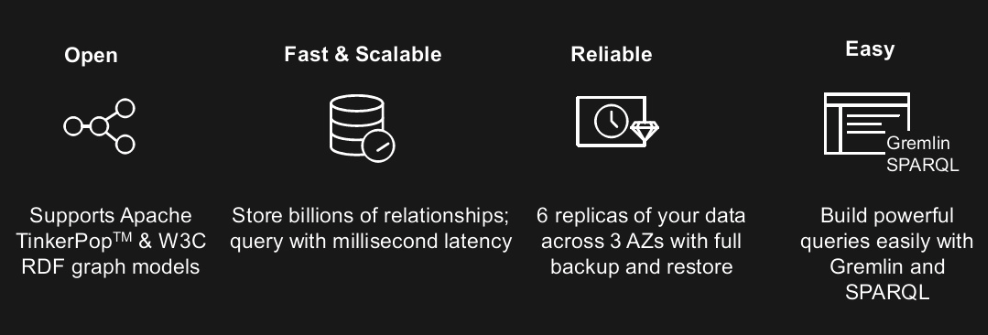 Open
Supports Apache
TinkerPop™ & W3C
RDF graph models
Fast & Scalable
Store billions of relationships;
query with millisecond latency
Reliable
6 replicas of your data
across 3 AZs with full
backup and restore
Easy
Gremlin
SPARQL
Build powerful
queries easily with
Gremlin and
SPARQL